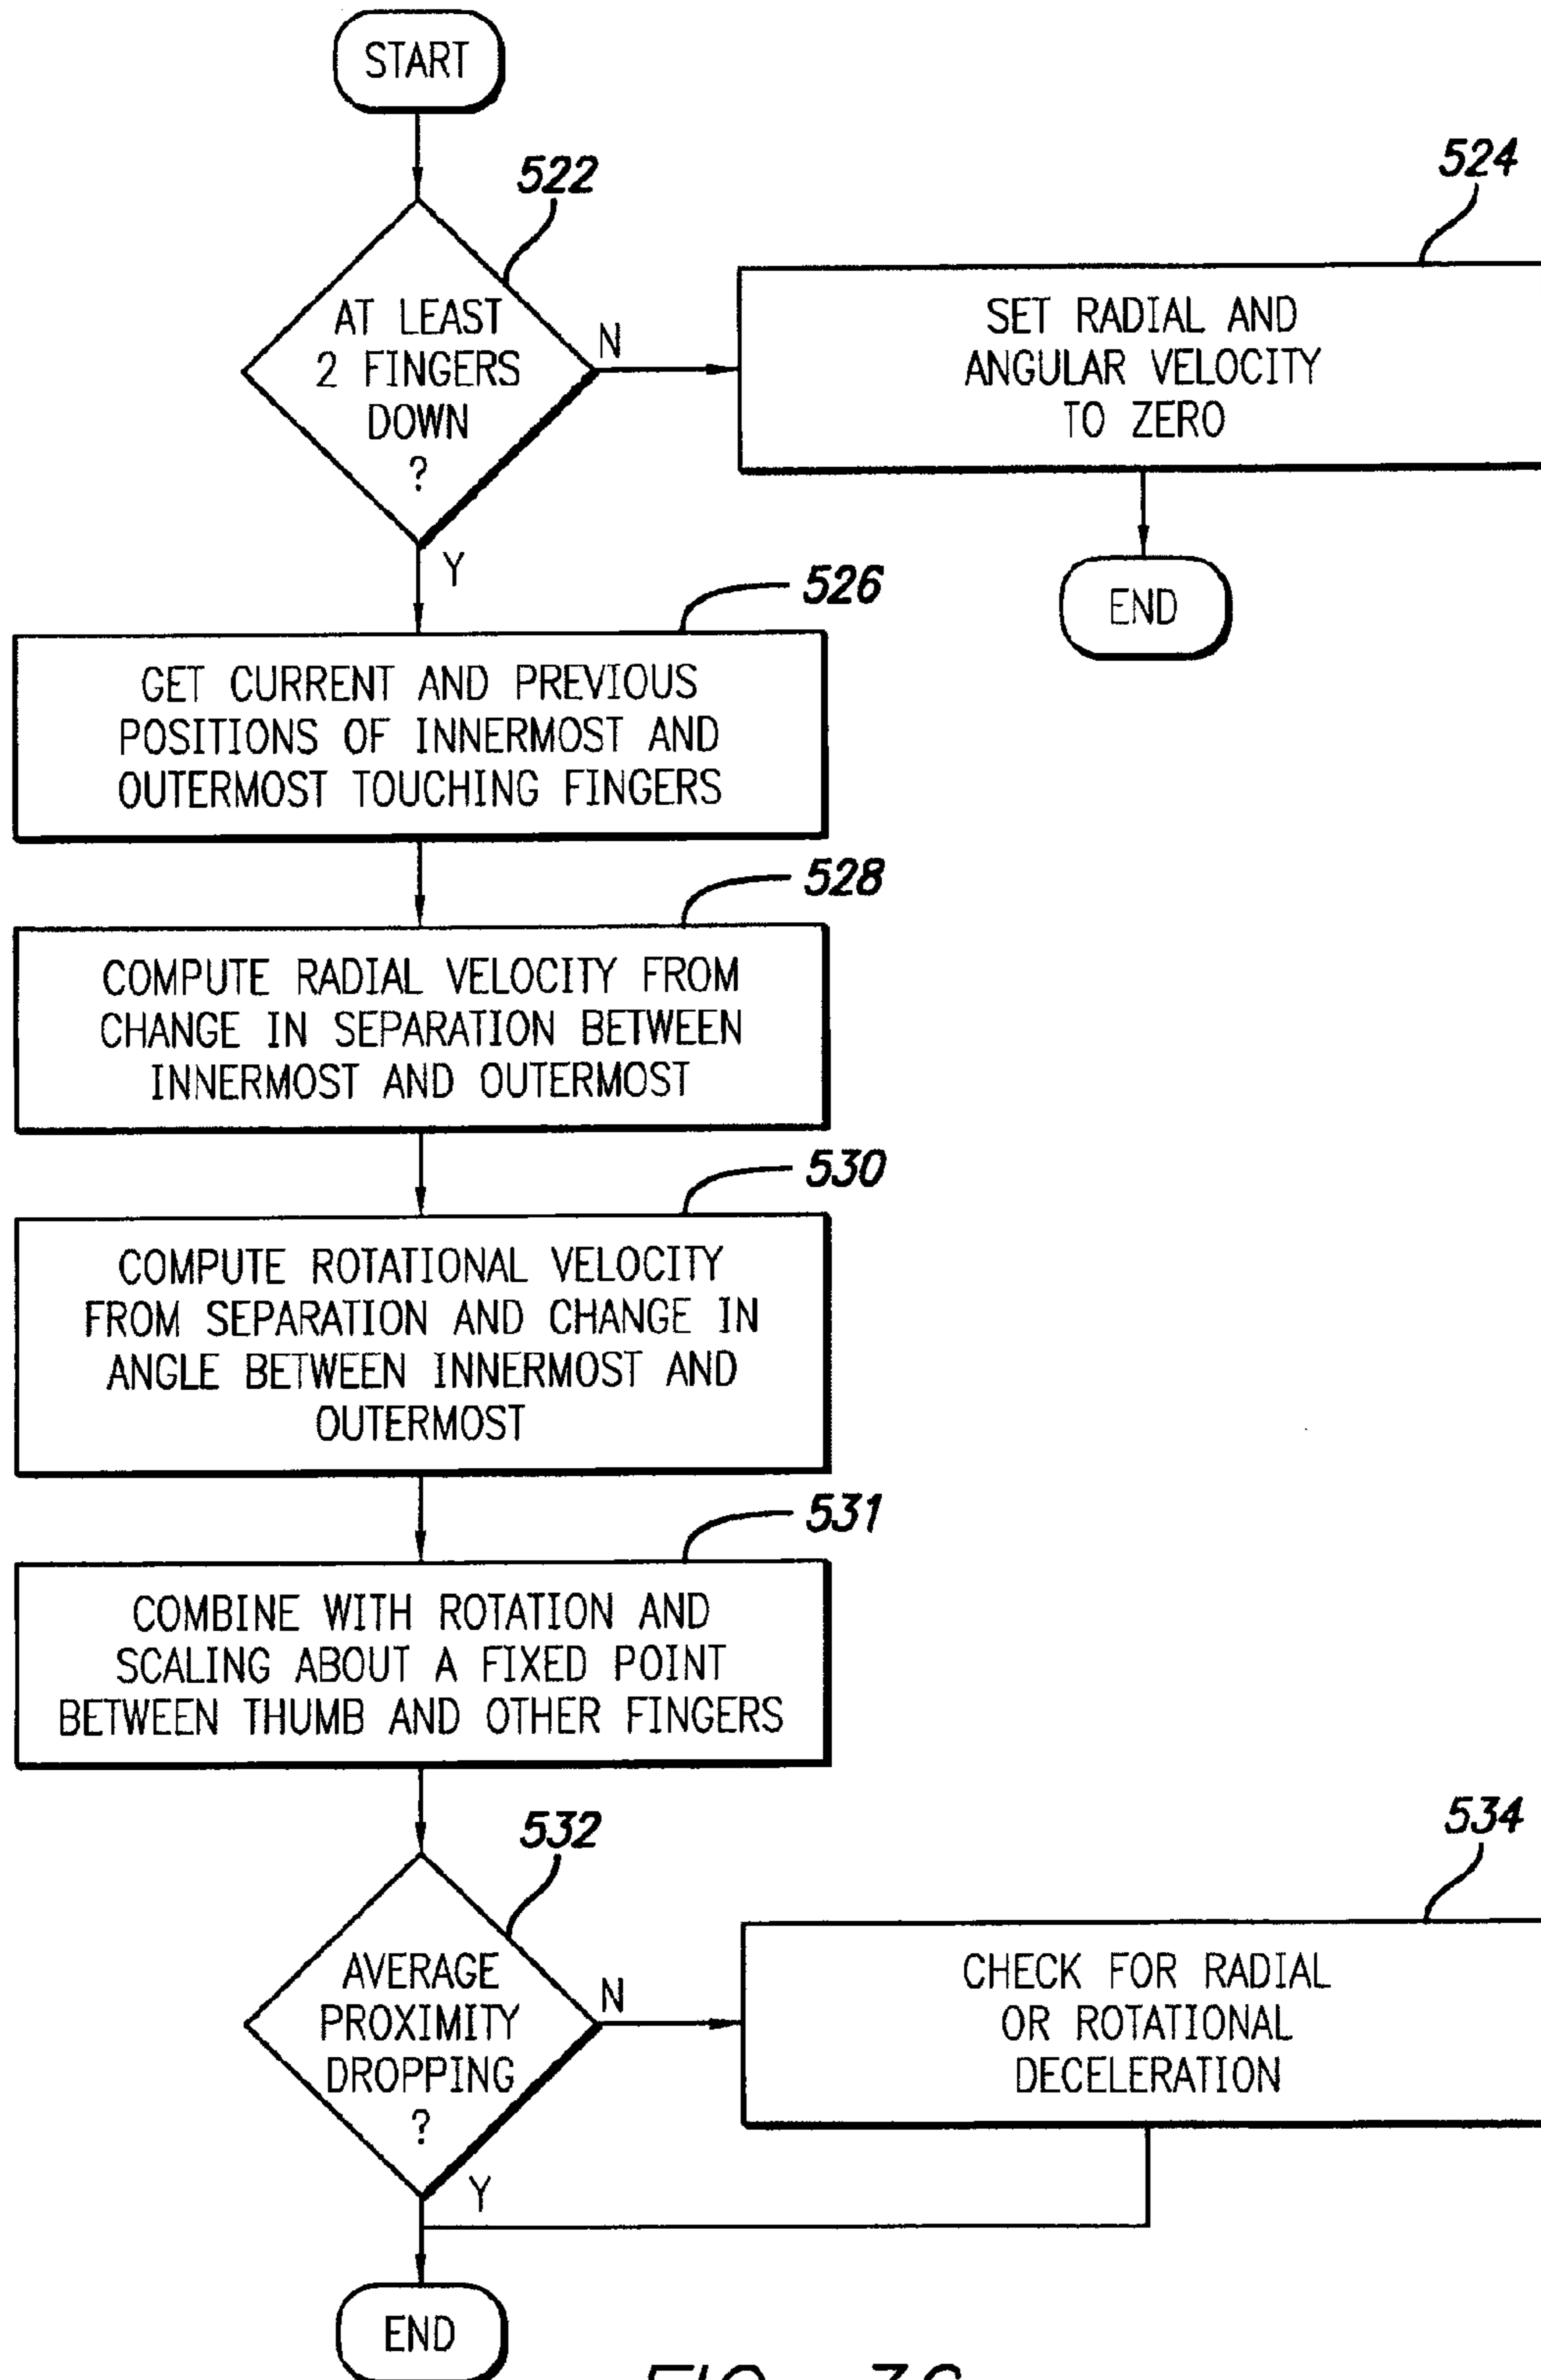 START
522
AT LEAST
2 FINGERS
DOWN
?
N
Y
524
SET RADIAL AND
ANGULAR VELOCITY
TO ZERO
END
526
GET CURRENT AND PREVIOUS
POSITIONS OF INNERMOST AND
OUTERMOST TOUCHING FINGERS
528
COMPUTE RADIAL VELOCITY FROM
CHANGE IN SEPARATION BETWEEN
INNERMOST AND OUTERMOST
530
COMPUTE ROTATIONAL VELOCITY
FROM SEPARATION AND CHANGE IN
ANGLE BETWEEN INNERMOST AND
OUTERMOST
531
COMBINE WITH ROTATION AND
SCALING ABOUT A FIXED POINT
BETWEEN THUMB AND OTHER FINGERS
532
AVERAGE
PROXIMITY
DROPPING
?
N
Y
534
CHECK FOR RADIAL
OR ROTATIONAL
DECELERATION
END